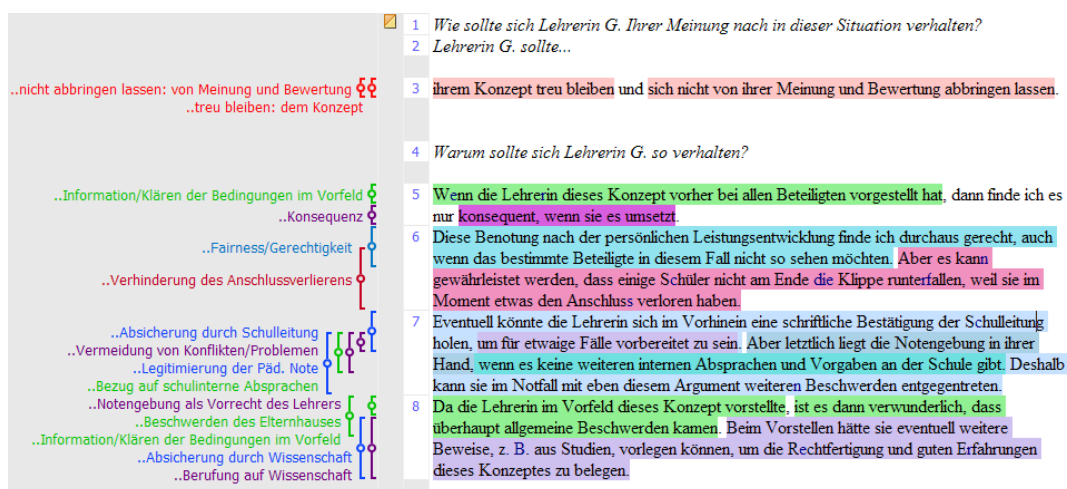 1 Wie sollte sich Lehrerin G. Ihrer Meinung nach in dieser Situation verhalten?
2 Lehrerin G. sollte...
..nicht abbringen lassen: von Meinung und Bewertung
..treu bleiben: dem Konzept
3 ihrem Konzept treu bleiben und sich nicht von ihrer Meinung und Bewertung abbringen lassen.
4 Warum sollte sich Lehrerin G. so verhalten?
..Information/Klären der Bedingungen im Vorfeld
..Konsequenz
5 Wenn die Lehrerin dieses Konzept vorher bei allen Beteiligten vorgestellt hat, dann finde ich es
nur konsequent, wenn sie es umsetzt.
..Fairness/Gerechtigkeit
..Verhinderung des Anschlussverlierens
6 Diese Benotung nach der persönlichen Leistungsentwicklung finde ich durchaus gerecht, auch
wenn das bestimmte Beteiligte in diesem Fall nicht so sehen möchten. Aber es kann
gewährleistet werden, dass einige Schüler nicht am Ende die Klippe runterfallen, weil sie im
Moment etwas den Anschluss verloren haben.
..Absicherung durch Schulleitung
..Vermeidung von Konflikten/Problemen
..Legitimierung der Päd. Note
..Bezug auf schulinterne Absprachen
7 Eventuell könnte die Lehrerin sich im Vorhinein eine schriftliche Bestätigung der Schulleitung
holen, um für etwaige Fälle vorbereitet zu sein. Aber letztlich liegt die Notengebung in ihrer
Hand, wenn es keine weiteren internen Absprachen und Vorgaben an der Schule gibt. Deshalb
kann sie im Notfall mit eben diesem Argument weiteren Beschwerden entgegentreten.
..Notengebung als Vorrecht des Lehrers
..Beschwerden des Elternhauses
..Information/Klären der Bedingungen im Vorfeld
..Absicherung durch Wissenschaft
..Berufung auf Wissenschaft
8 Da die Lehrerin im Vorfeld dieses Konzept vorstellte, ist es dann verwunderlich, dass
überhaupt allgemeine Beschwerden kamen. Beim Vorstellen hätte sie eventuell weitere
Beweise, z. B. aus Studien, vorlegen können, um die Rechtfertigung und guten Erfahrungen
dieses Konzeptes zu belegen.